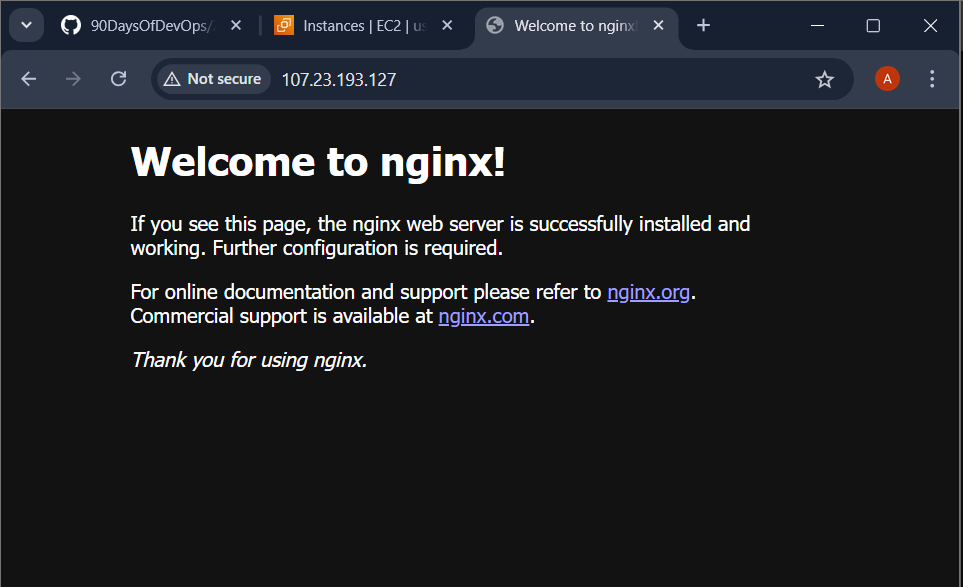 90DaysOfDevOps/
Instances | EC2 | us
Welcome to nginx!
Not secure
107.23.193.127
A
Welcome to nginx!
If you see this page, the nginx web server is successfully installed and
working. Further configuration is required.
For online documentation and support please refer to nginx.org.
Commercial support is available at nginx.com.
Thank you for using nginx.